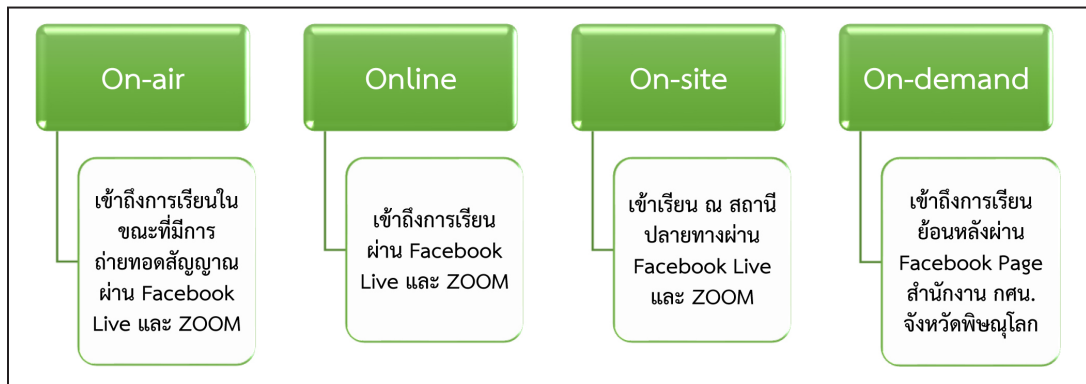 On-air
เข้าถึงการเรียนใน
ขณะที่มีการ
ถ่ายทอดสัญญาณ
ผ่าน Facebook
Live และ ZOOM
Online
เข้าถึงการเรียน
ผ่าน Facebook
Live และ ZOOM
On-site
เข้าเรียน ณ สถานี
ปลายทางผ่าน
Facebook Live
และ ZOOM
On-demand
เข้าถึงการเรียน
ย้อนหลังผ่าน
Facebook Page
สำนักงาน กศน.
จังหวัดพิษณุโลก